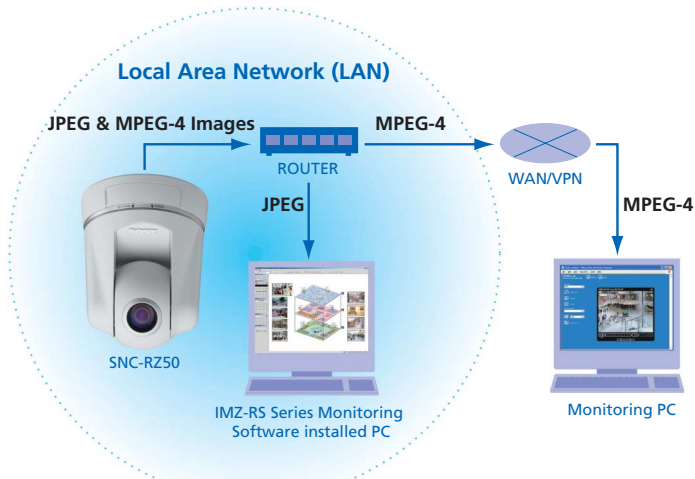 Local Area Network (LAN)
JPEG & MPEG-4 Images
MPEG-4
ROUTER
WAN/VPN
JPEG
MPEG-4
SNC-RZ50
IMZ-RS Series Monitoring
Software installed PC
Monitoring PC